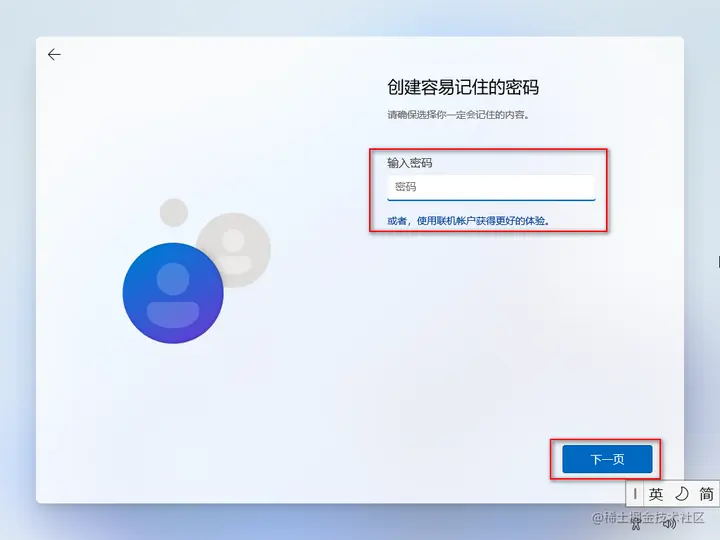 创建容易记住的密码
请确保选择你一定会记住的内容。
输入密码
密码
或者，使用联机帐户获得更好的体验。
下一页
英 简
@稀土掘金技术社区